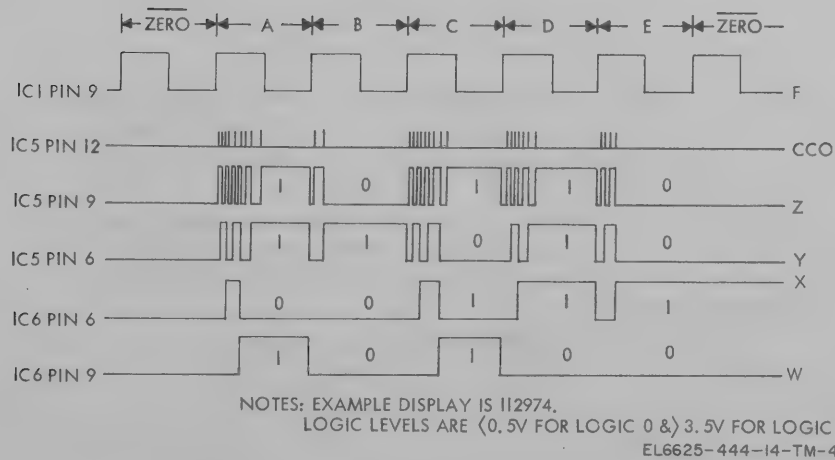 ZERO A B C D E ZERO
IC1 PIN 9 F
IC5 PIN 12 CCO
IC5 PIN 9 1 0 1 1 0 Z
IC5 PIN 6 1 1 0 1 0 Y
X
IC6 PIN 6 0 0 1 1 1
IC6 PIN 9 1 0 1 0 0 W
NOTES: EXAMPLE DISPLAY IS 112974.
LOGIC LEVELS ARE ⟨0.5V FOR LOGIC 0 &⟩ 3.5V FOR LOGIC
EL6625-444-14-TM-4